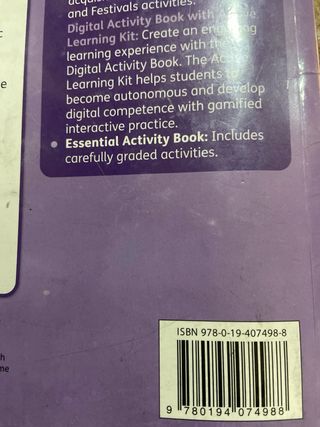 and Festivals activities.
Digital Activity Book with
Learning Kit: Create an engaging
learning experience with the
Digital Activity Book. The Active
Learning Kit helps students to
become autonomous and develop
digital competence with gamified
interactive practice.
• Essential Activity Book: Includes
carefully graded activities.
ISBN 978-0-19-407498-8
9 780194 074988